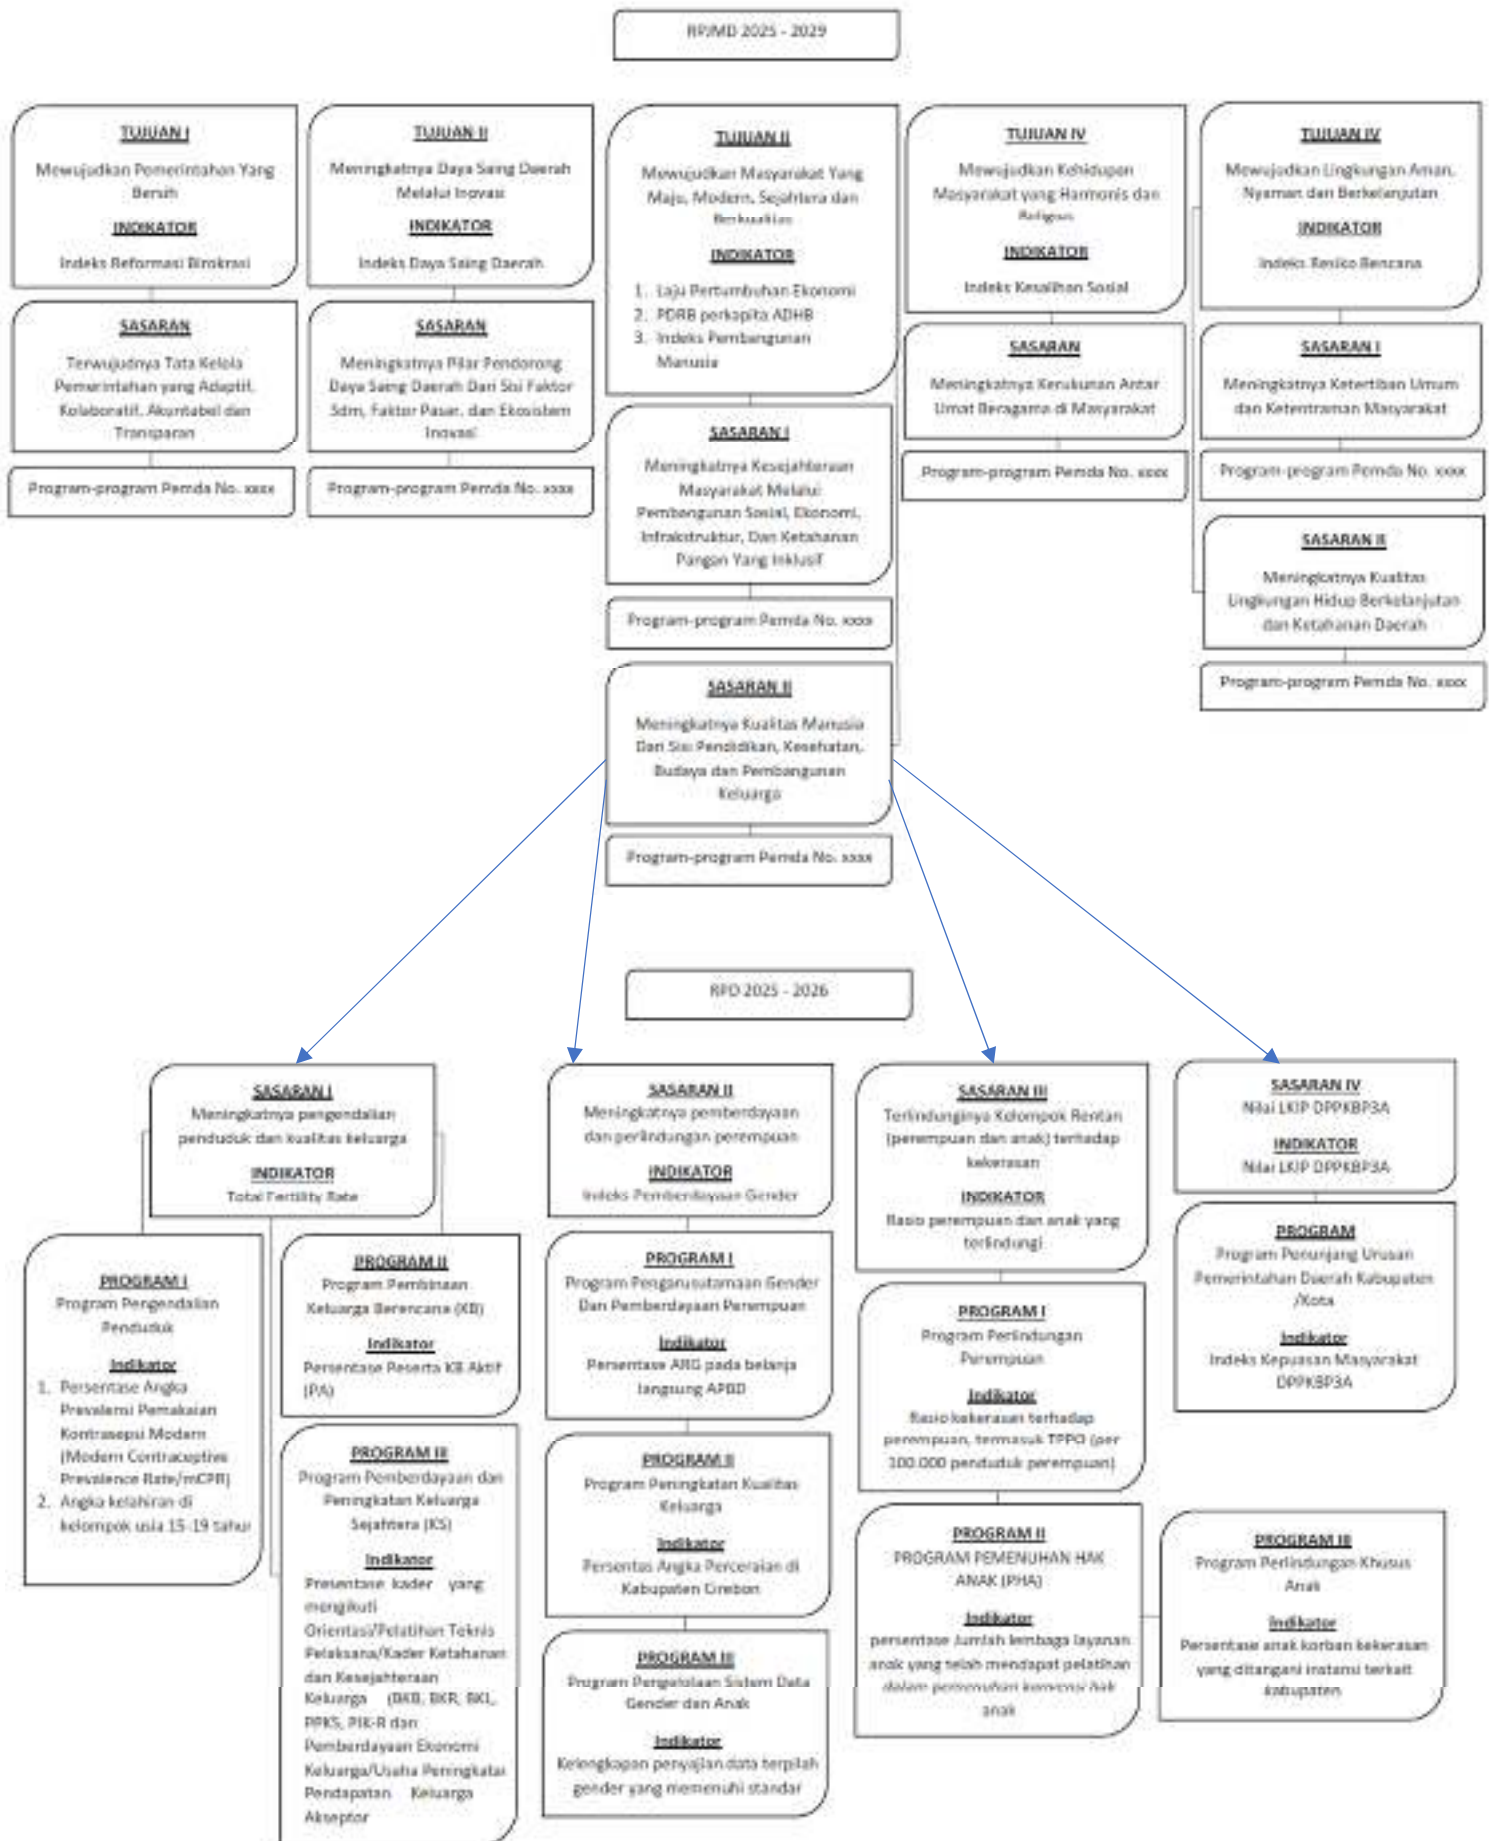 RPJMD 2025 - 2029
TUJUAN I
Mewujudkan Pemerintahan Yang
Bersih
INDIKATOR
Indeks Reformasi Birokrasi
SASARAN
Terwujudnya Tata Kelola
Pemerintahan yang Adaptif,
Kolaboratif, Akuntabel dan
Transparan
Program-program Pemda No. xxxx
TUJUAN II
Meningkatnya Daya Saing Daerah
Melalui Inovasi
INDIKATOR
Indeks Daya Saing Daerah
SASARAN
Meningkatnya Pilar Pendorong
Daya Saing Daerah Dari Sisi Faktor
Sdm, Faktor Pasar, dan Ekosistem
Inovasi
Program-program Pemda No. xxxx
TUJUAN II
Mewujudkan Masyarakat Yang
Maju, Modern, Sejahtera dan
Berkualitas
INDIKATOR
1. Laju Pertumbuhan Ekonomi
2. PDRB perkapita ADHB
3. Indeks Pembangunan
Manusia
SASARAN I
Meningkatnya Kesejahteraan
Masyarakat Melalui
Pembangunan Sosial, Ekonomi,
Infrakstruktur, Dan Ketahanan
Pangan Yang Inklusif
Program-program Pemda No. xxxx
SASARAN II
Meningkatnya Kualitas Manusia
Dari Sisi Pendidikan, Kesehatan,
Budaya dan Pembangunan
Keluarga
Program-program Pemda No. xxxx
TUJUAN IV
Mewujudkan Kehidupan
Masyarakat yang Harmonis dan
Religius
INDIKATOR
Indeks Kesalihan Sosial
SASARAN
Meningkatnya Kerukunan Antar
Umat Beragama di Masyarakat
Program-program Pemda No. xxxx
TUJUAN IV
Mewujudkan Lingkungan Aman,
Nyaman dan Berkelanjutan
INDIKATOR
Indeks Resiko Bencana
SASARAN I
Meningkatnya Ketertiban Umum
dan Ketentraman Masyarakat
Program-program Pemda No. xxxx
SASARAN II
Meningkatnya Kualitas
Lingkungan Hidup Berkelanjutan
dan Ketahanan Daerah
Program-program Pemda No. xxxx
RPD 2025 - 2026
SASARAN I
Meningkatnya pengendalian
penduduk dan kualitas keluarga
INDIKATOR
Total Fertility Rate
PROGRAM I
Program Pengendalian
Penduduk
Indikator
1. Persentase Angka
Prevalensi Pemakaian
Kontrasepsi Modern
(Modern Contraceptive
Prevalence Rate/mCPR)
2. Angka kelahiran di
kelompok usia 15-19 tahun
PROGRAM II
Program Pembinaan
Keluarga Berencana (KB)
Indikator
Persentase Peserta KB Aktif
(PA)
PROGRAM III
Program Pemberdayaan dan
Peningkatan Keluarga
Sejahtera (KS)
Indikator
Presentase kader yang
mengikuti
Orientasi/Pelatihan Teknis
Pelaksana/Kader Ketahanan
dan Kesejahteraan
Keluarga (BKB, BKR, BKL,
PPKS, PIK-R dan
Pemberdayaan Ekonomi
Keluarga/Usaha Peningkatan
Pendapatan Keluarga
Akseptor
SASARAN II
Meningkatnya pemberdayaan
dan perlindungan perempuan
INDIKATOR
Indeks Pemberdayaan Gender
PROGRAM I
Program Pengarusutamaan Gender
Dan Pemberdayaan Perempuan
Indikator
Persentase ARG pada belanja
langsung APBD
PROGRAM II
Program Peningkatan Kualitas
Keluarga
Indikator
Persentas Angka Perceraian di
Kabupaten Cirebon
PROGRAM III
Program Pengelolaan Sistem Data
Gender dan Anak
Indikator
Kelengkapan penyajian data terpilah
gender yang memenuhi standar
SASARAN III
Terlindunginya Kelompok Rentan
(perempuan dan anak) terhadap
kekerasan
INDIKATOR
Rasio perempuan dan anak yang
terlindungi
PROGRAM I
Program Perlindungan
Perempuan
Indikator
Rasio kekerasan terhadap
perempuan, termasuk TPPO (per
100.000 penduduk perempuan)
PROGRAM II
PROGRAM PEMENUHAN HAK
ANAK (PHA)
Indikator
persentase Jumlah lembaga layanan
anak yang telah mendapat pelatihan
dalam pemenuhan konvensi hak
anak
PROGRAM III
Program Perlindungan Khusus
Anak
Indikator
Persentase anak korban kekerasan
yang ditangani instansi terkait
kabupaten
SASARAN IV
Nilai LKIP DPPKBP3A
INDIKATOR
Nilai LKIP DPPKBP3A
PROGRAM
Program Penunjang Urusan
Pemerintahan Daerah Kabupaten
/Kota
Indikator
Indeks Kepuasan Masyarakat
DPPKBP3A